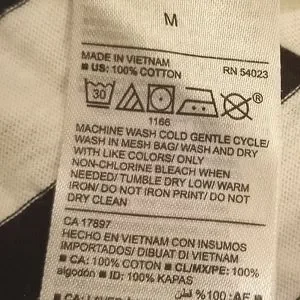 M
MADE IN VIETNAM
■ US: 100% COTTON RN 54023
30 ®
1166
MACHINE WASH COLD GENTLE CYCLE/
WASH IN MESH BAG/ WASH AND DRY
WITH LIKE COLORS/ ONLY
NON-CHLORINE BLEACH WHEN
NEEDED/ TUMBLE DRY LOW/ WARM
IRON/ DO NOT IRON PRINT/ DO NOT
DRY CLEAN
CA 17897
HECHO EN VIETNAM CON INSUMOS
IMPORTADOS/ DIBUAT DI VIETNAM
■ CA: 100% COTON ■ CL/MX/PE: 100%
algodón ■ ID: 100% KAPAS
■ AE: 100% قطن